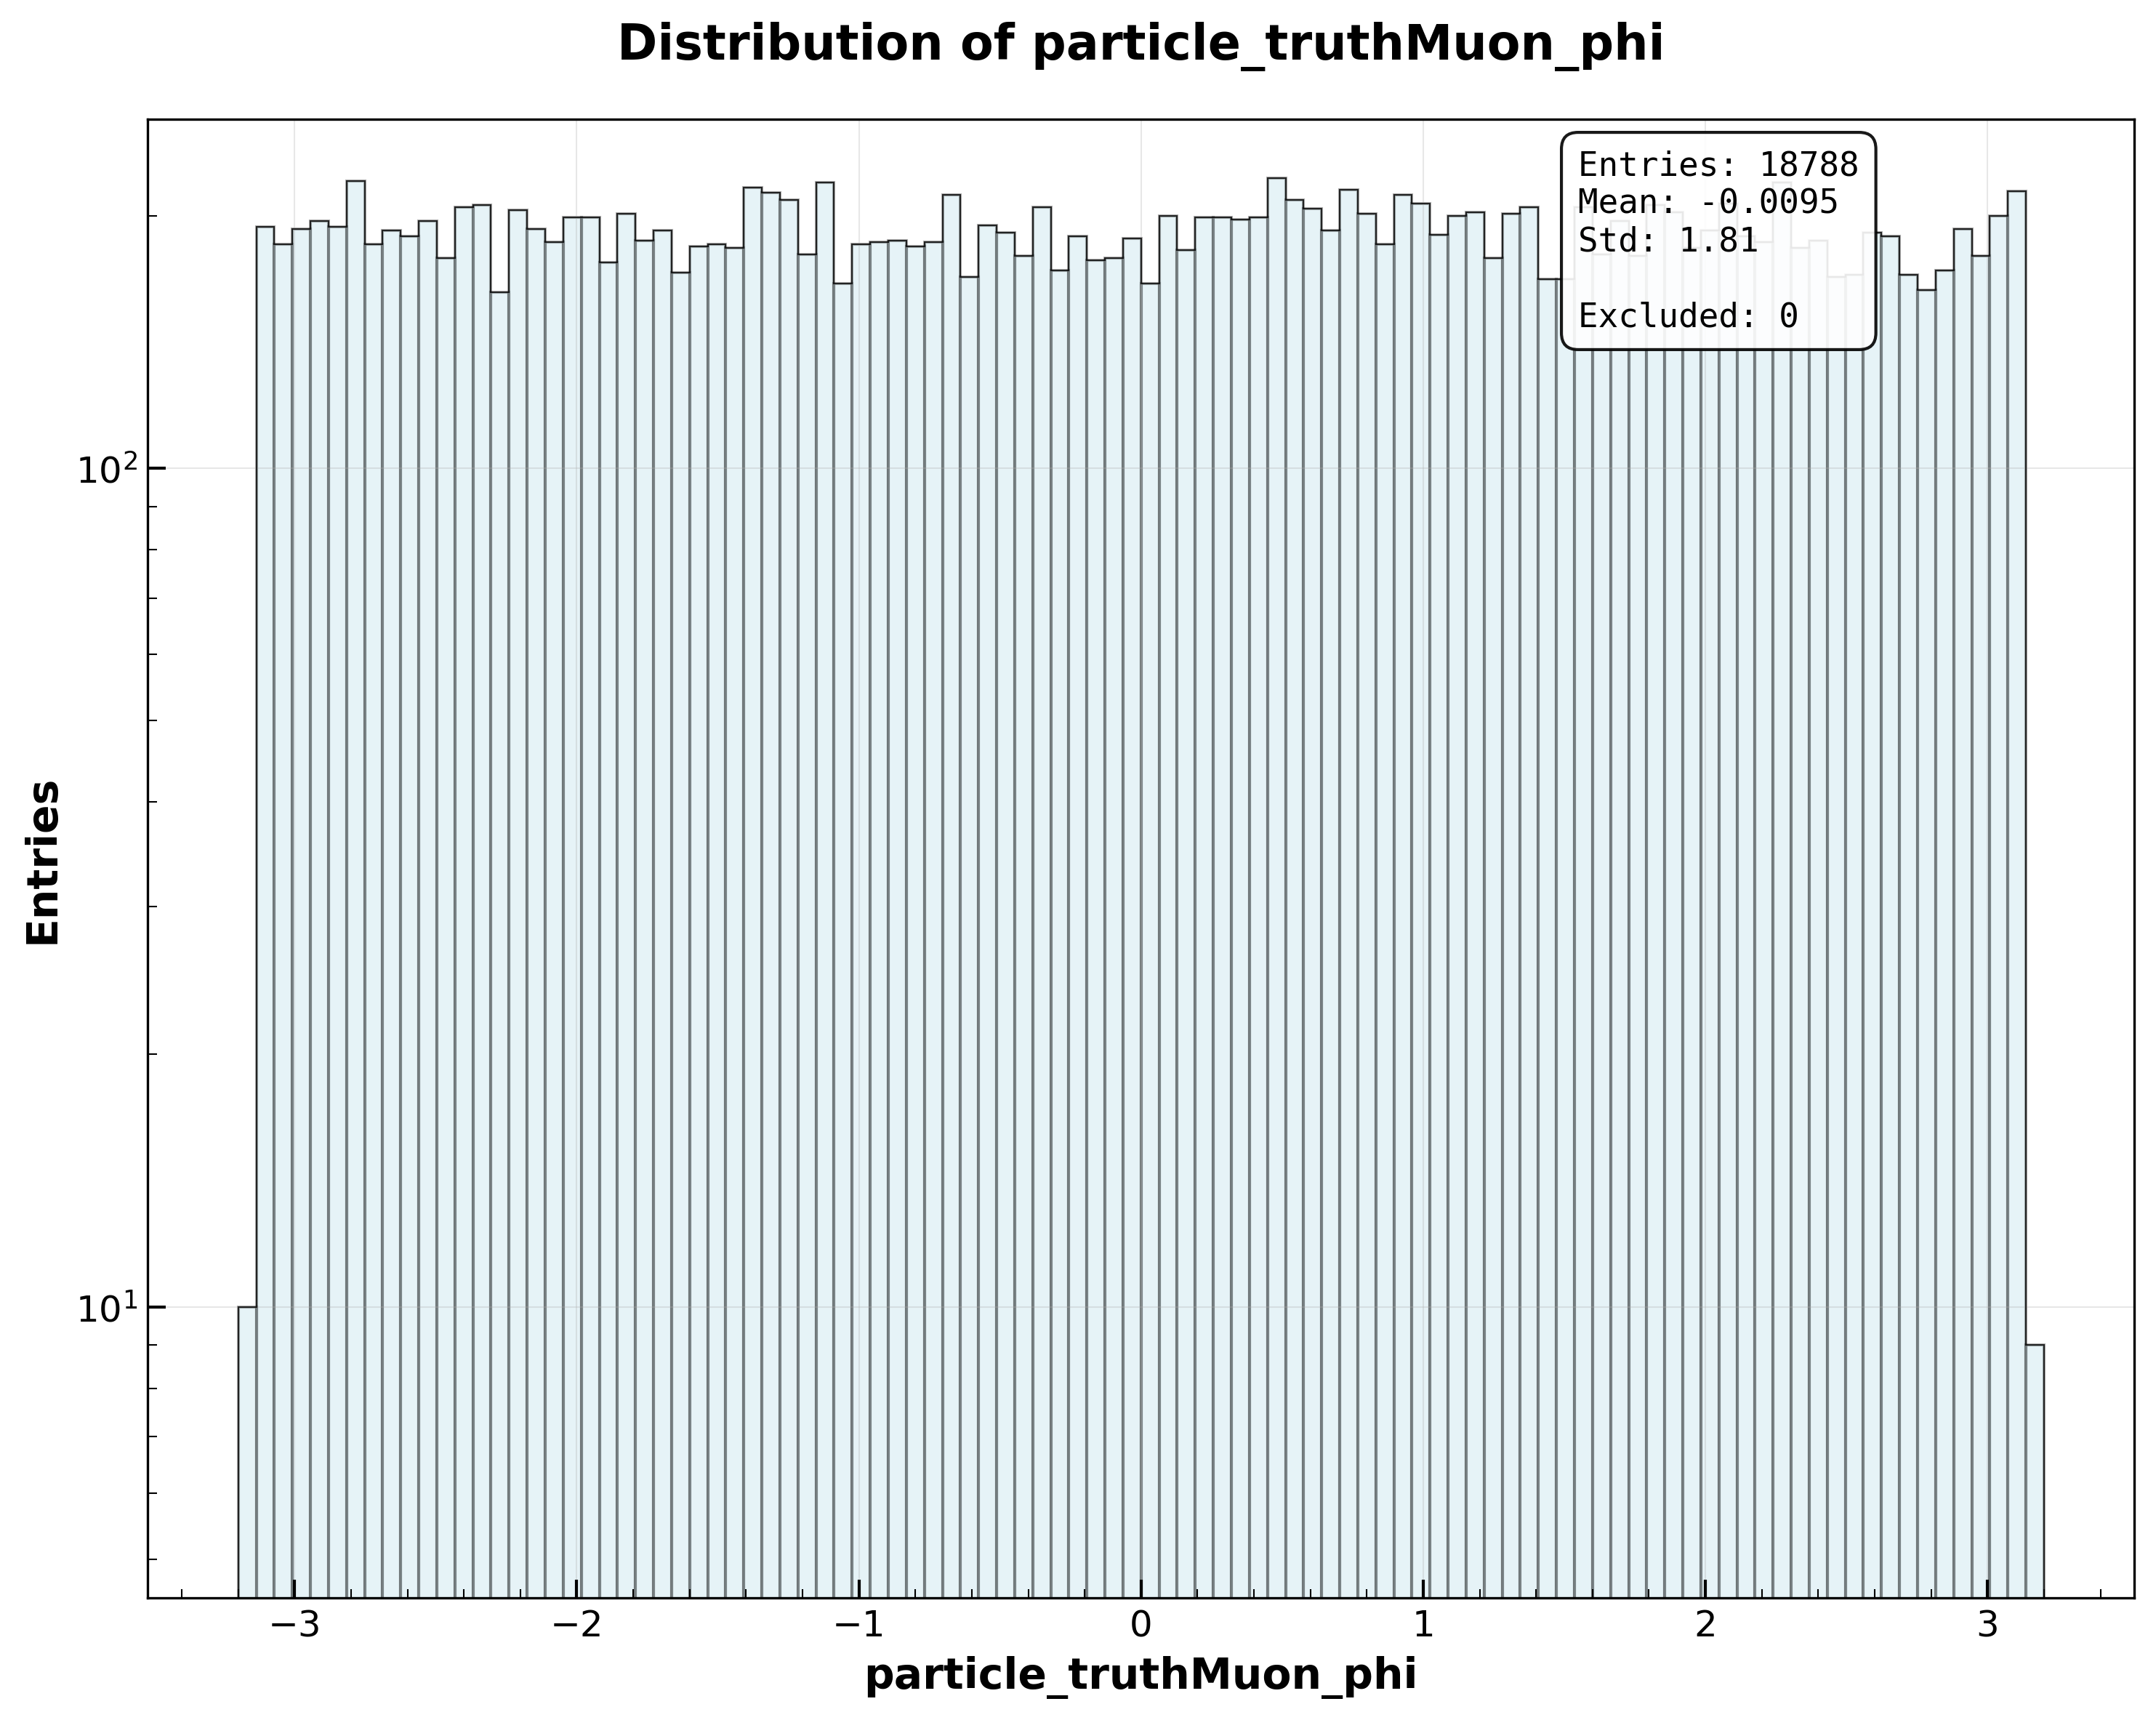 Distribution of particle_truthMuon_phi
Entries: 18788
Mean: -0.0095
Std: 1.81
Excluded: 0
10²
10¹
Entries
−3 −2 −1 0 1 2 3
particle_truthMuon_phi